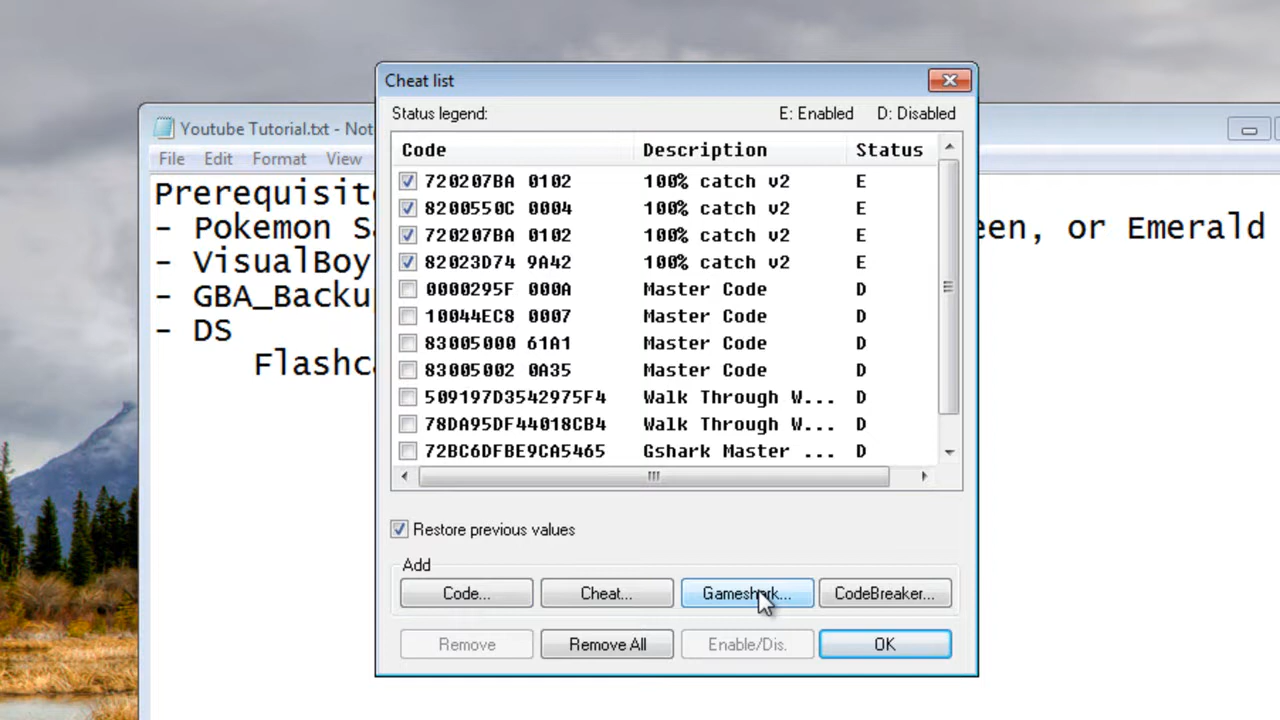 Cheat list
Status legend: E: Enabled D: Disabled
Youtube Tutorial.txt - Not
File Edit Format View
Code Description Status
720207BA 0102 100% catch v2 E
8200550C 0004 100% catch v2 E
720207BA 0102 100% catch v2 E
82023D74 9A42 100% catch v2 E
0000295F 000A Master Code D
10044EC8 0007 Master Code D
83005000 61A1 Master Code D
83005002 0A35 Master Code D
509197D3542975F4 Walk Through W... D
78DA95DF44018CB4 Walk Through W... D
72BC6DFBE9CA5465 Gshark Master ... D
Prerequisit
- Pokemon Sa een, or Emerald
- VisualBoy
- GBA_Backup
- DS
Flashca
Restore previous values
Add
Code... Cheat... Gameshark... CodeBreaker...
Remove Remove All Enable/Dis. OK